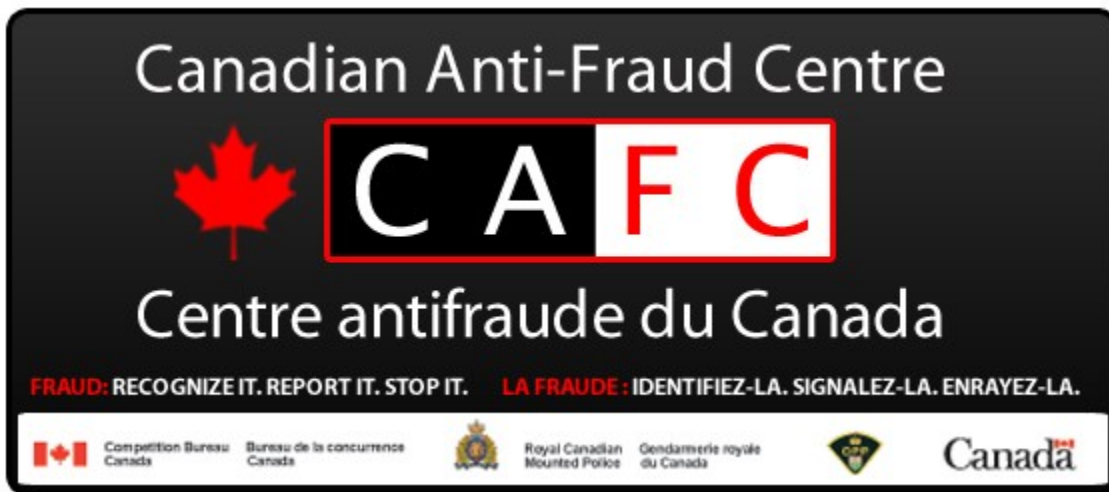 Canadian Anti-Fraud Centre
C A F C
Centre antifraude du Canada
FRAUD: RECOGNIZE IT. REPORT IT. STOP IT. LA FRAUDE : IDENTIFIEZ-LA. SIGNALEZ-LA. ENRAYEZ-LA.
Competition Bureau Bureau de la concurrence Royal Canadian Gendarmerie royale
Canada Canada Mounted Police du Canada
OPP
Canada